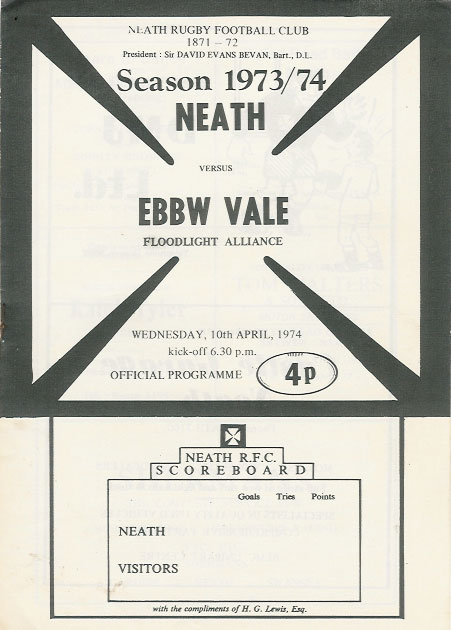 NEATH RUGBY FOOTBALL CLUB
1871 – 72
President : Sir DAVID EVANS BEVAN, Bart., D.L.
Season 1973/74
NEATH
VERSUS
EBBW VALE
FLOODLIGHT ALLIANCE
WEDNESDAY, 10th APRIL, 1974
kick-off 6.30 p.m.
OFFICIAL PROGRAMME
4p
NEATH R.F.C.
SCOREBOARD
Goals Tries Points
NEATH
VISITORS
with the compliments of H. G. Lewis, Esq.